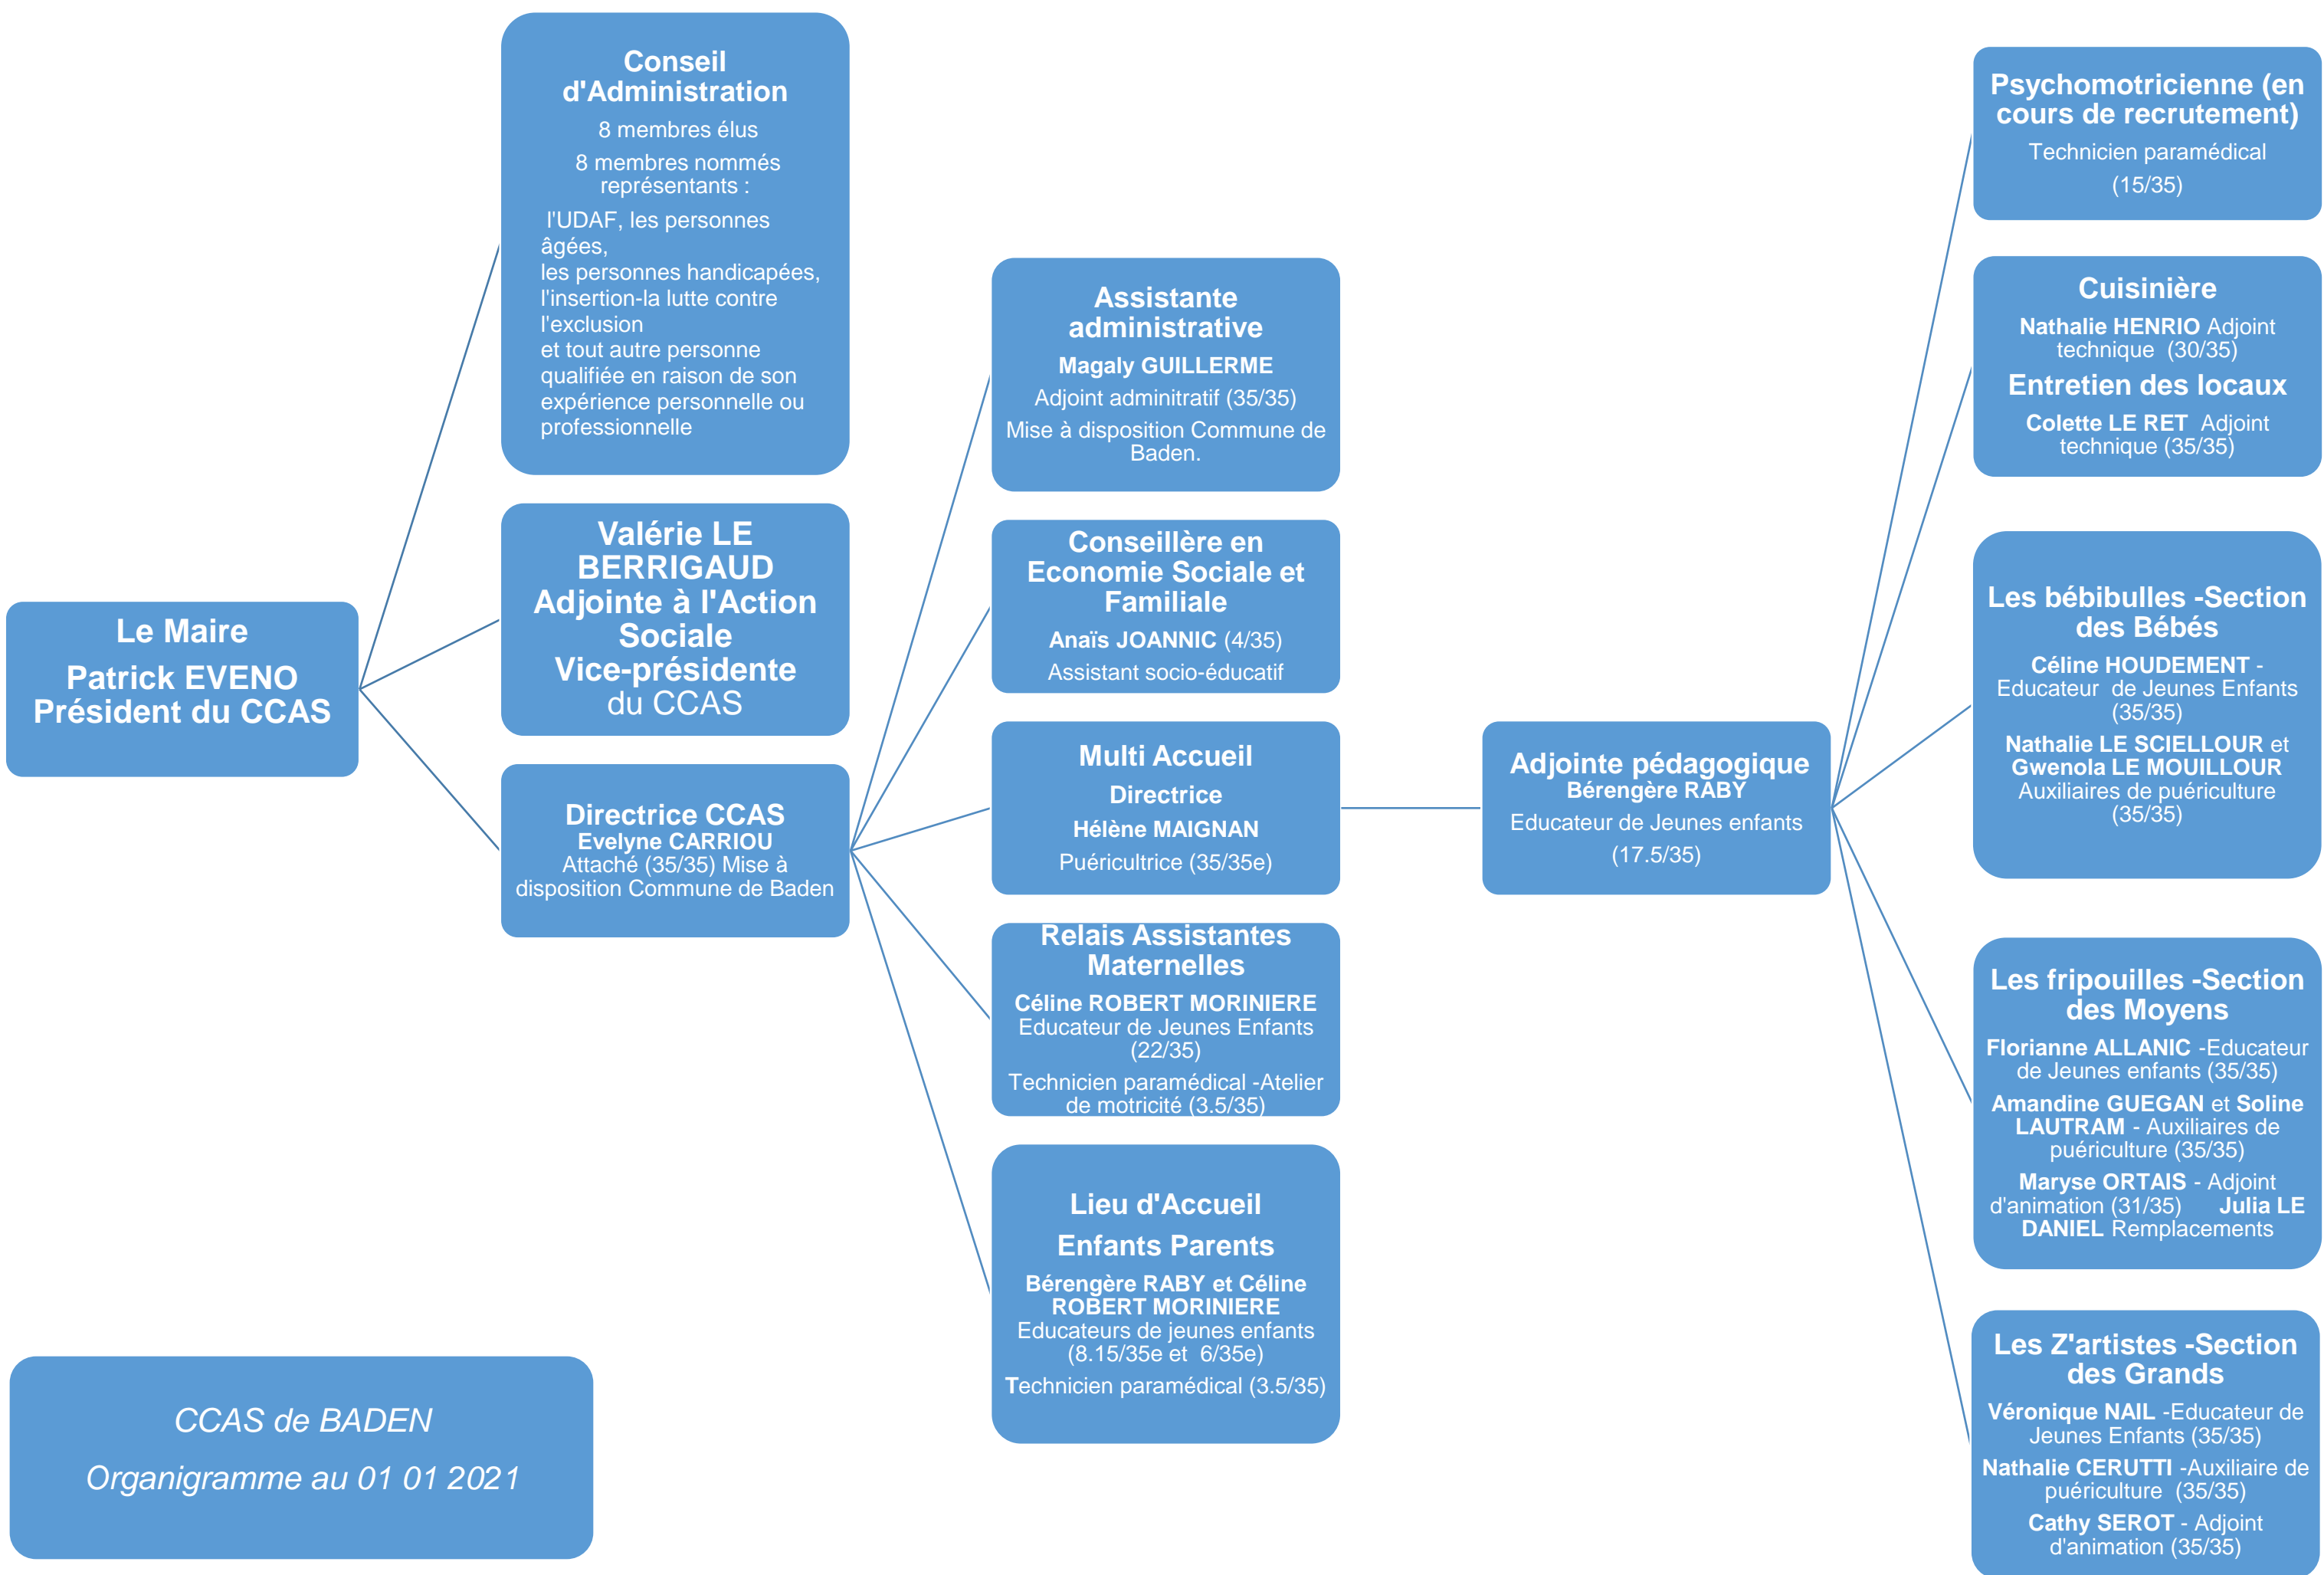 Le Maire
Patrick EVENO
Président du CCAS
Conseil
d'Administration
8 membres élus
8 membres nommés
représentants :
l'UDAF, les personnes
âgées,
les personnes handicapées,
l'insertion-la lutte contre
l'exclusion
et tout autre personne
qualifiée en raison de son
expérience personnelle ou
professionnelle
Valérie LE
BERRIGAUD
Adjointe à l'Action
Sociale
Vice-présidente
du CCAS
Directrice CCAS
Evelyne CARRIOU
Attaché (35/35) Mise à
disposition Commune de Baden
Assistante
administrative
Magaly GUILLERME
Adjoint adminitratif (35/35)
Mise à disposition Commune de
Baden.
Conseillère en
Economie Sociale et
Familiale
Anaïs JOANNIC (4/35)
Assistant socio-éducatif
Multi Accueil
Directrice
Hélène MAIGNAN
Puéricultrice (35/35e)
Relais Assistantes
Maternelles
Céline ROBERT MORINIERE
Educateur de Jeunes Enfants
(22/35)
Technicien paramédical -Atelier
de motricité (3.5/35)
Lieu d'Accueil
Enfants Parents
Bérengère RABY et Céline
ROBERT MORINIERE
Educateurs de jeunes enfants
(8.15/35e et 6/35e)
Technicien paramédical (3.5/35)
Adjointe pédagogique
Bérengère RABY
Educateur de Jeunes enfants
(17.5/35)
Psychomotricienne (en
cours de recrutement)
Technicien paramédical
(15/35)
Cuisinière
Nathalie HENRIO Adjoint
technique (30/35)
Entretien des locaux
Colette LE RET Adjoint
technique (35/35)
Les bébibulles -Section
des Bébés
Céline HOUDEMENT -
Educateur de Jeunes Enfants
(35/35)
Nathalie LE SCIELLOUR et
Gwenola LE MOUILLOUR
Auxiliaires de puériculture
(35/35)
Les fripouilles -Section
des Moyens
Florianne ALLANIC -Educateur
de Jeunes enfants (35/35)
Amandine GUEGAN et Soline
LAUTRAM - Auxiliaires de
puériculture (35/35)
Maryse ORTAIS - Adjoint
d'animation (31/35) Julia LE
DANIEL Remplacements
Les Z'artistes -Section
des Grands
Véronique NAIL -Educateur de
Jeunes Enfants (35/35)
Nathalie CERUTTI -Auxiliaire de
puériculture (35/35)
Cathy SEROT - Adjoint
d'animation (35/35)
CCAS de BADEN
Organigramme au 01 01 2021